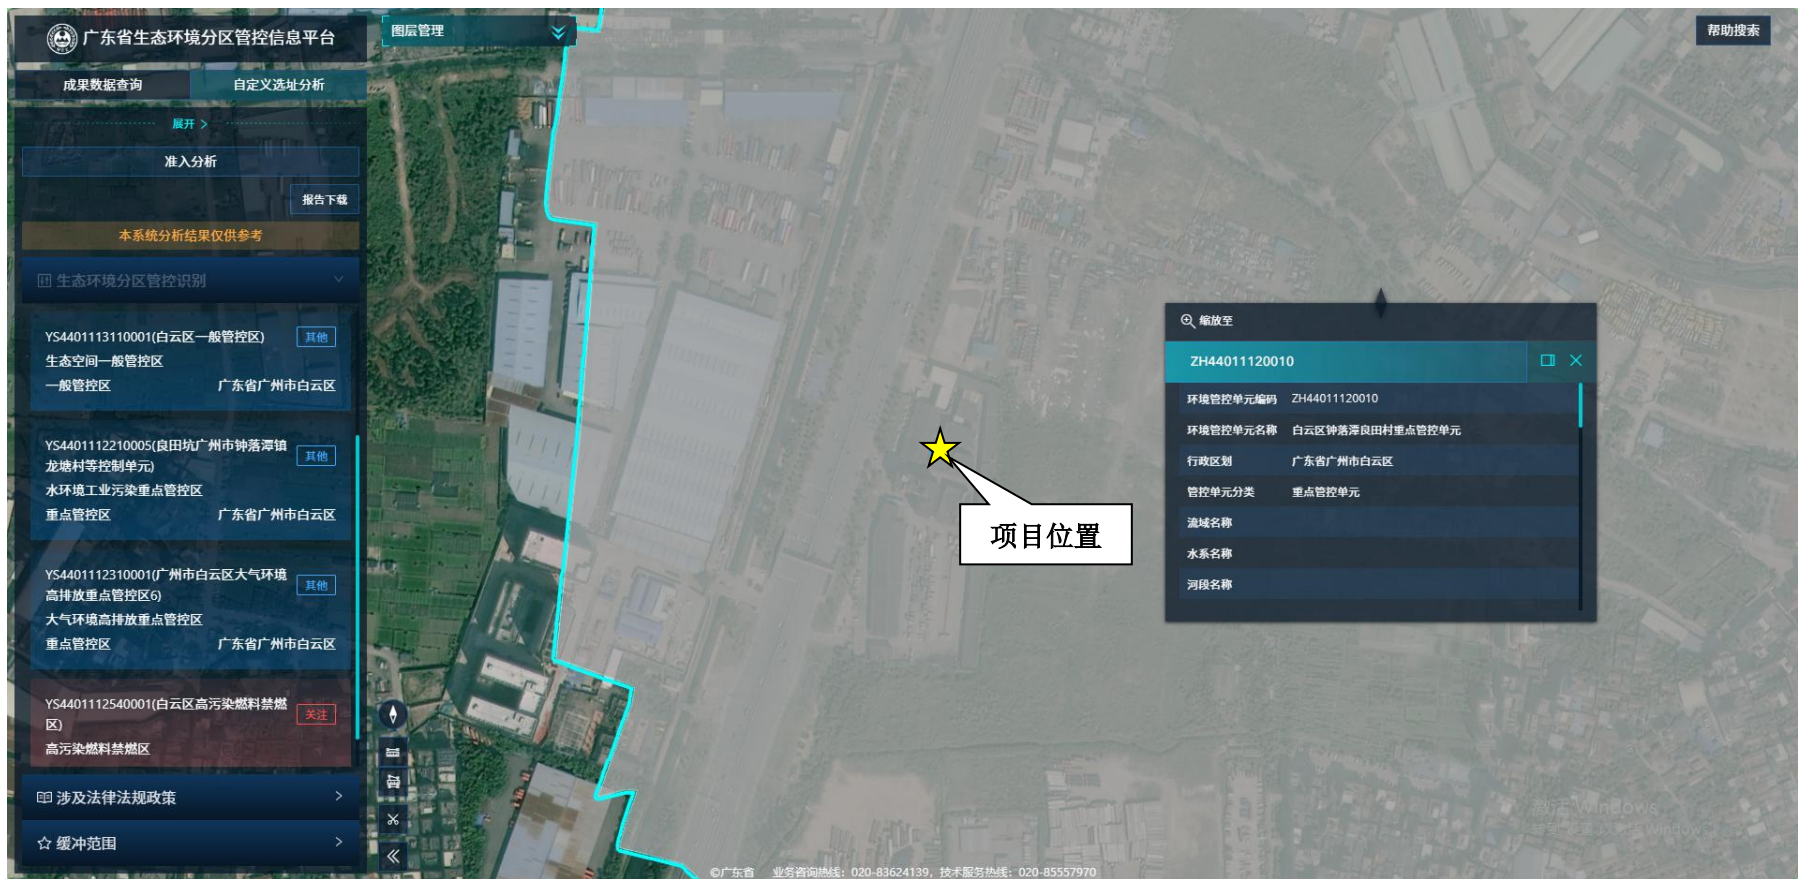 广东省生态环境分区管控信息平台
成果数据查询
自定义选址分析
展开 >
准入分析
报告下载
本系统分析结果仅供参考
生态环境分区管控识别
YS4401113110001(白云区一般管控区)
其他
生态空间一般管控区
一般管控区
广东省广州市白云区
YS4401112210005(良田坑广州市钟落潭镇
龙塘村等控制单元)
其他
水环境工业污染重点管控区
重点管控区
广东省广州市白云区
YS4401112310001(广州市白云区大气环境
高排放重点管控区6)
其他
大气环境高排放重点管控区
重点管控区
广东省广州市白云区
YS4401112540001(白云区高污染燃料禁燃
区)
关注
高污染燃料禁燃区
涉及法律法规政策
缓冲范围
图层管理
帮助搜索
项目位置
缩放至
ZH44011120010
环境管控单元编码 ZH44011120010
环境管控单元名称 白云区钟落潭良田村重点管控单元
行政区划 广东省广州市白云区
管控单元分类 重点管控单元
流域名称
水系名称
河段名称
©广东省 业务咨询热线：020-83624139，技术服务热线：020-85557970